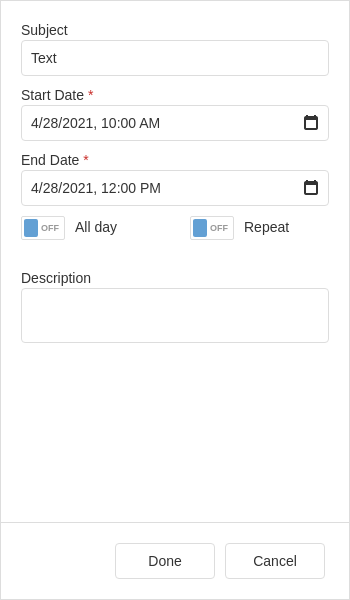 Subject
Text
Start Date *
4/28/2021, 10:00 AM
End Date *
4/28/2021, 12:00 PM
OFF All day OFF Repeat
Description
Done Cancel